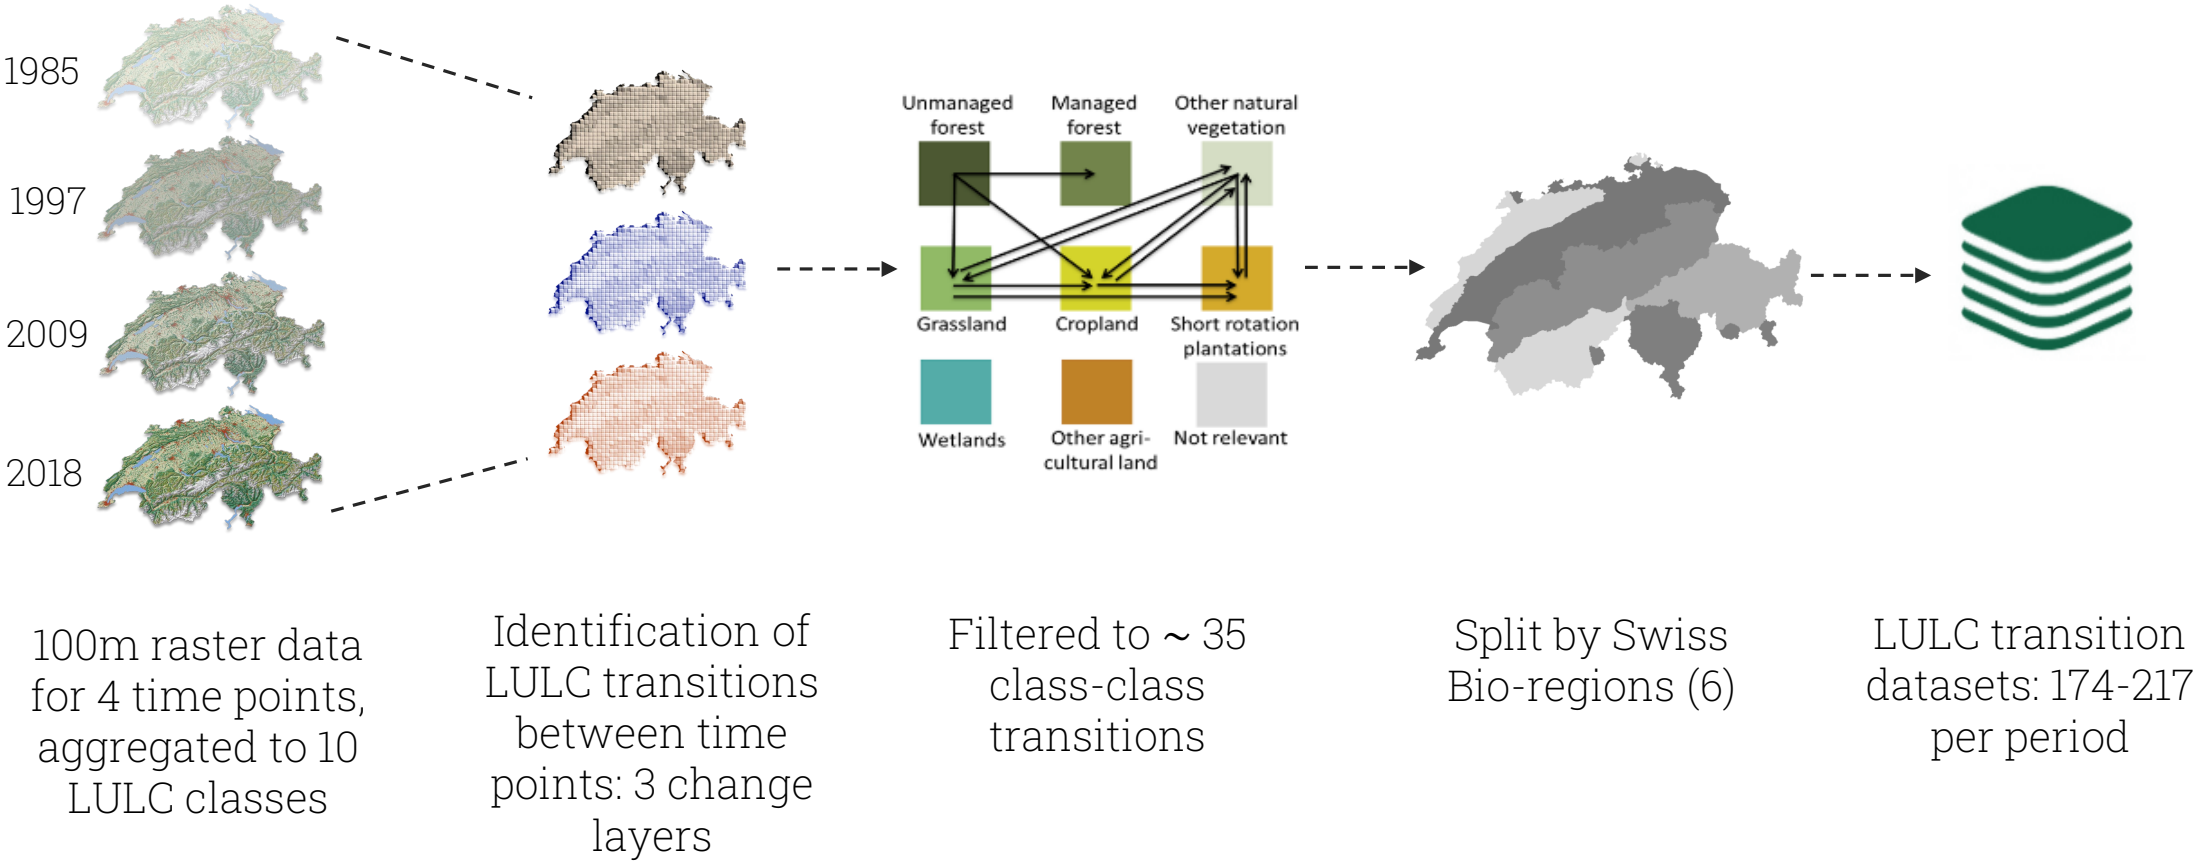 1985
1997
2009
2018
Unmanaged
forest
Managed
forest
Other natural
vegetation
Grassland
Cropland
Short rotation
plantations
Wetlands
Other agri-
cultural land
Not relevant
100m raster data
for 4 time points,
aggregated to 10
LULC classes
Identification of
LULC transitions
between time
points: 3 change
layers
Filtered to ~ 35
class-class
transitions
Split by Swiss
Bio-regions (6)
LULC transition
datasets: 174-217
per period